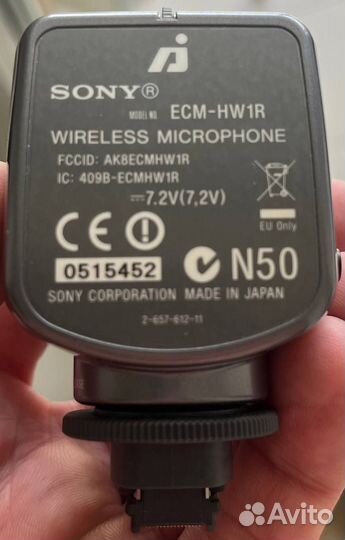 SONY®
MODEL NO. ECM-HW1R
WIRELESS MICROPHONE
FCCID: AK8ECMHW1R
IC: 409B-ECMHW1R
7.2V(7,2V)
EU Only
CE
0515452
N50
SONY CORPORATION MADE IN JAPAN
2-657-612-11
Avito